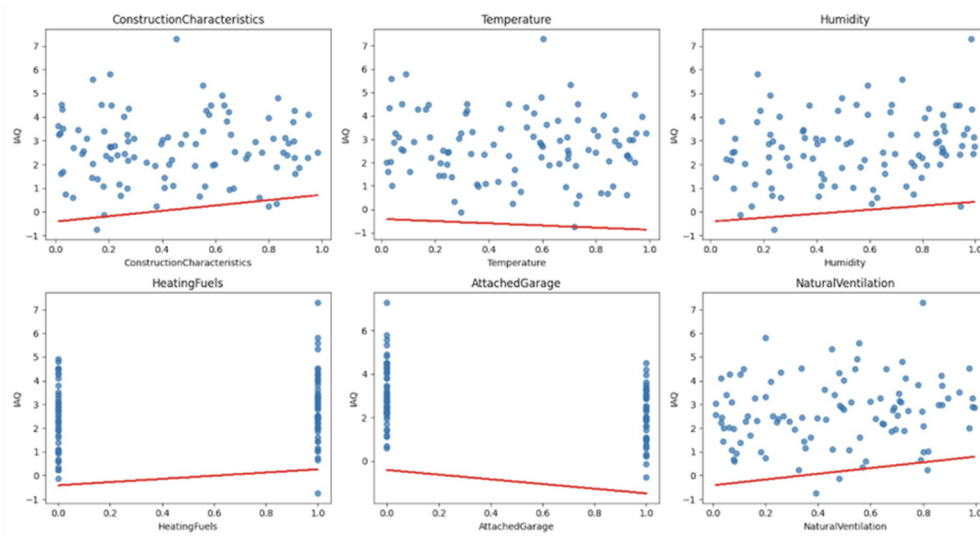 ConstructionCharacteristics
7
6
5
4
3
2
1
0
−1
IAQ
0.0 0.2 0.4 0.6 0.8 1.0
ConstructionCharacteristics
Temperature
7
6
5
4
3
2
1
0
−1
IAQ
0.0 0.2 0.4 0.6 0.8 1.0
Temperature
Humidity
7
6
5
4
3
2
1
0
−1
IAQ
0.0 0.2 0.4 0.6 0.8 1.0
Humidity
HeatingFuels
7
6
5
4
3
2
1
0
−1
IAQ
0.0 0.2 0.4 0.6 0.8 1.0
HeatingFuels
AttachedGarage
6
4
2
0
IAQ
0.0 0.2 0.4 0.6 0.8 1.0
AttachedGarage
NaturalVentilation
7
6
5
4
3
2
1
0
−1
IAQ
0.0 0.2 0.4 0.6 0.8 1.0
NaturalVentilation